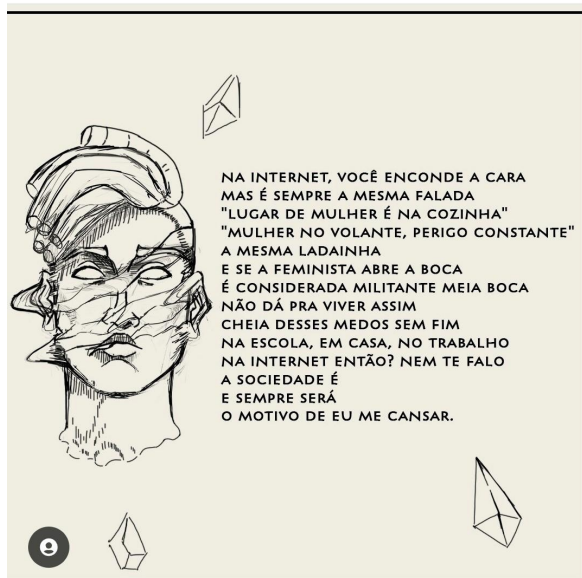 NA INTERNET, VOCÊ ENCONDE A CARA
MAS É SEMPRE A MESMA FALADA
"LUGAR DE MULHER É NA COZINHA"
"MULHER NO VOLANTE, PERIGO CONSTANTE"
A MESMA LADAINHA
E SE A FEMINISTA ABRE A BOCA
É CONSIDERADA MILITANTE MEIA BOCA
NÃO DÁ PRA VIVER ASSIM
CHEIA DESSES MEDOS SEM FIM
NA ESCOLA, EM CASA, NO TRABALHO
NA INTERNET ENTÃO? NEM TE FALO
A SOCIEDADE É
E SEMPRE SERÁ
O MOTIVO DE EU ME CANSAR.